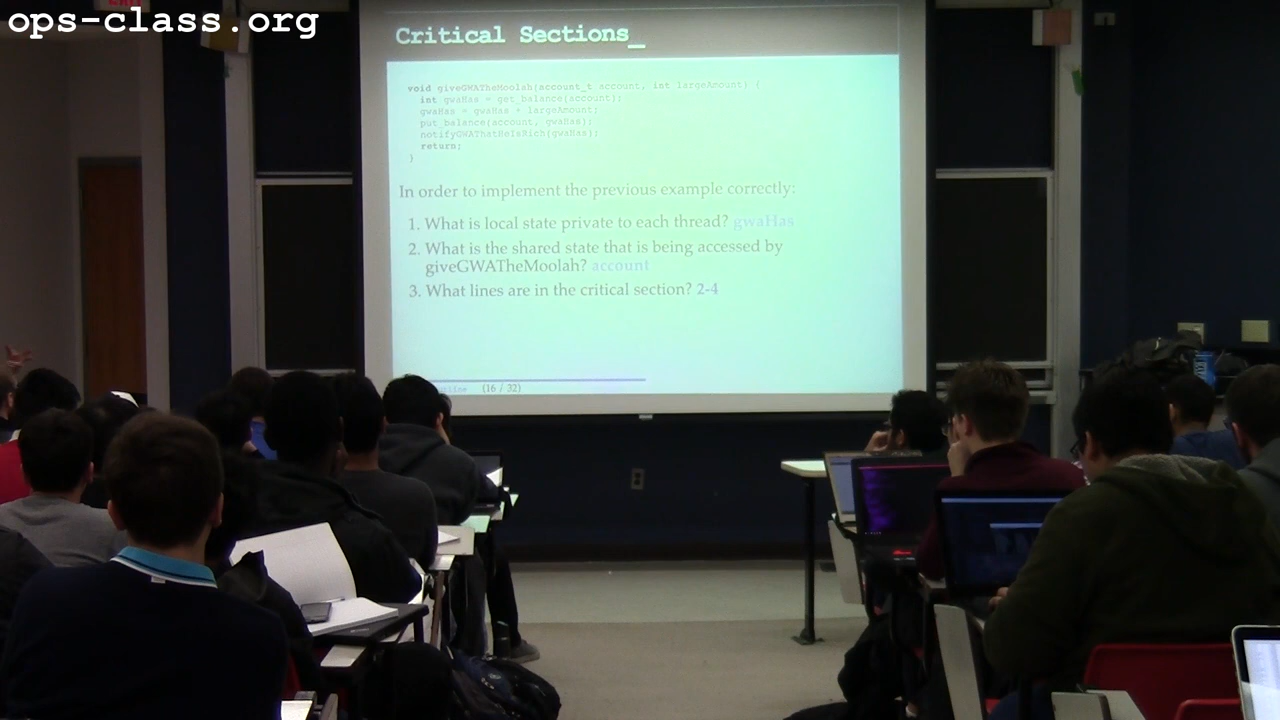 EXIT
ops-class.org
Critical Sections_
void giveGWATheMoolah(account_t account, int largeAmount) {
int gwaHas = get_balance(account);
gwaHas = gwaHas + largeAmount;
put_balance(account, gwaHas);
notifyGWAThatHeIsRich(gwaHas);
return;
}
In order to implement the previous example correctly:
1. What is local state private to each thread? gwaHas
2. What is the shared state that is being accessed by
giveGWATheMoolah? account
3. What lines are in the critical section? 2-4
(16 / 32)